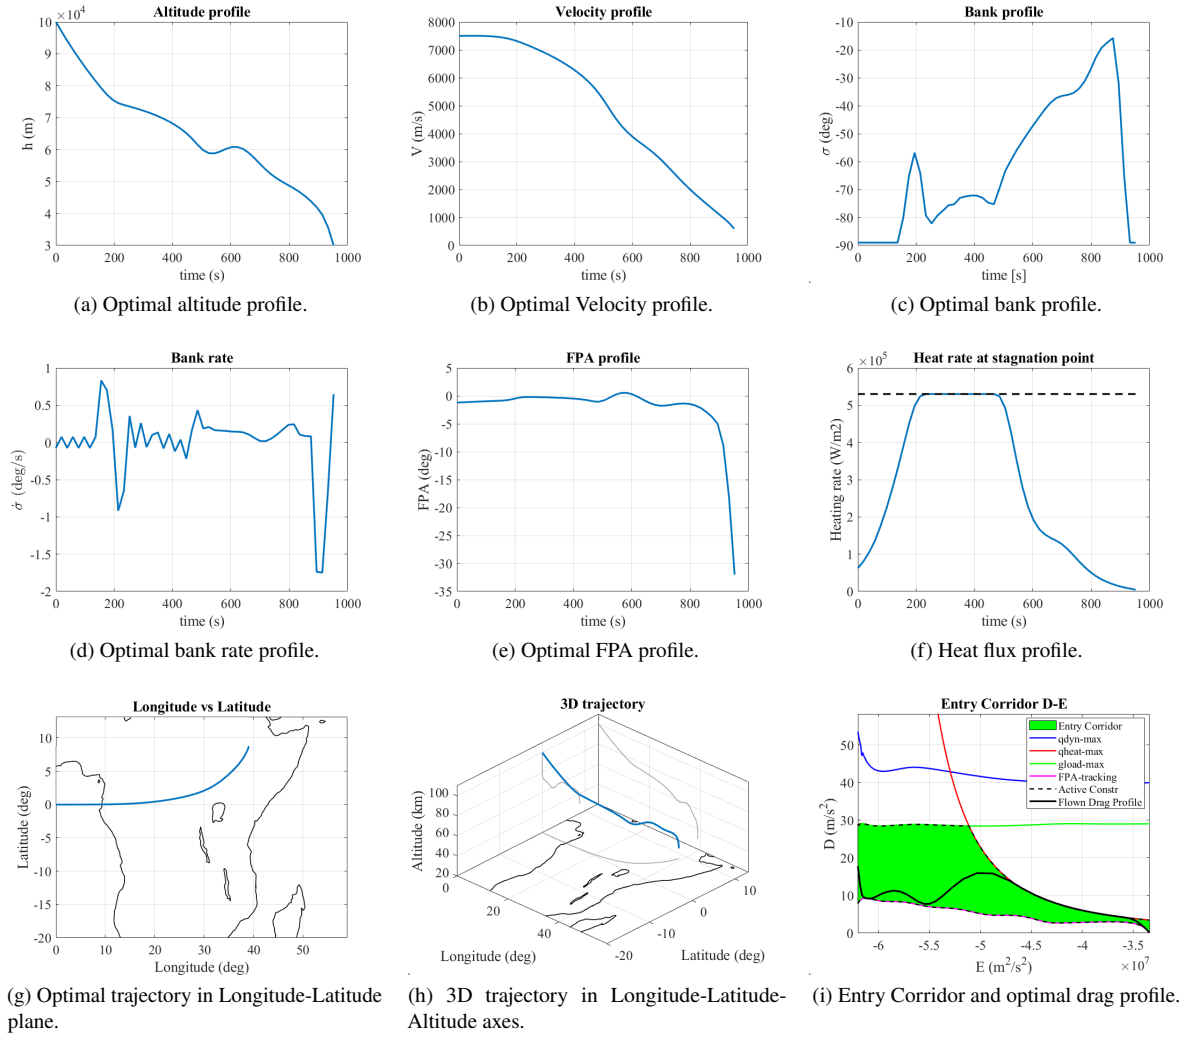 Altitude profile
×10⁴
10
9
8
7
6
5
4
3
h (m)
0 200 400 600 800 1000
time (s)
(a) Optimal altitude profile.
Velocity profile
8000
7000
6000
5000
4000
3000
2000
1000
0
V (m/s)
0 200 400 600 800 1000
time (s)
(b) Optimal Velocity profile.
Bank profile
-10
-20
-30
-40
-50
-60
-70
-80
-90
σ (deg)
0 200 400 600 800 1000
time [s]
(c) Optimal bank profile.
Bank rate
1
0.5
0
-0.5
-1
-1.5
-2
σ̇ (deg/s)
0 200 400 600 800 1000
time (s)
(d) Optimal bank rate profile.
FPA profile
5
0
-5
-10
-15
-20
-25
-30
-35
FPA (deg)
0 200 400 600 800 1000
time (s)
(e) Optimal FPA profile.
Heat rate at stagnation point
×10⁵
6
5
4
3
2
1
0
Heating rate (W/m2)
0 200 400 600 800 1000
time (s)
(f) Heat flux profile.
Longitude vs Latitude
10
5
0
-5
-10
-15
-20
Latitude (deg)
0 10 20 30 40 50
Longitude (deg)
(g) Optimal trajectory in Longitude-Latitude
plane.
3D trajectory
100
80
60
40
20
Altitude (km)
0
20
40
Longitude (deg)
-20
-10
0
10
Latitude (deg)
(h) 3D trajectory in Longitude-Latitude-
Altitude axes.
Entry Corridor D-E
50
40
30
20
10
0
D (m/s²)
Entry Corridor
qdyn-max
qheat-max
gload-max
FPA-tracking
Active Constr
Flown Drag Profile
-6 -5.5 -5 -4.5 -4 -3.5
E (m²/s²)
×10⁷
(i) Entry Corridor and optimal drag profile.